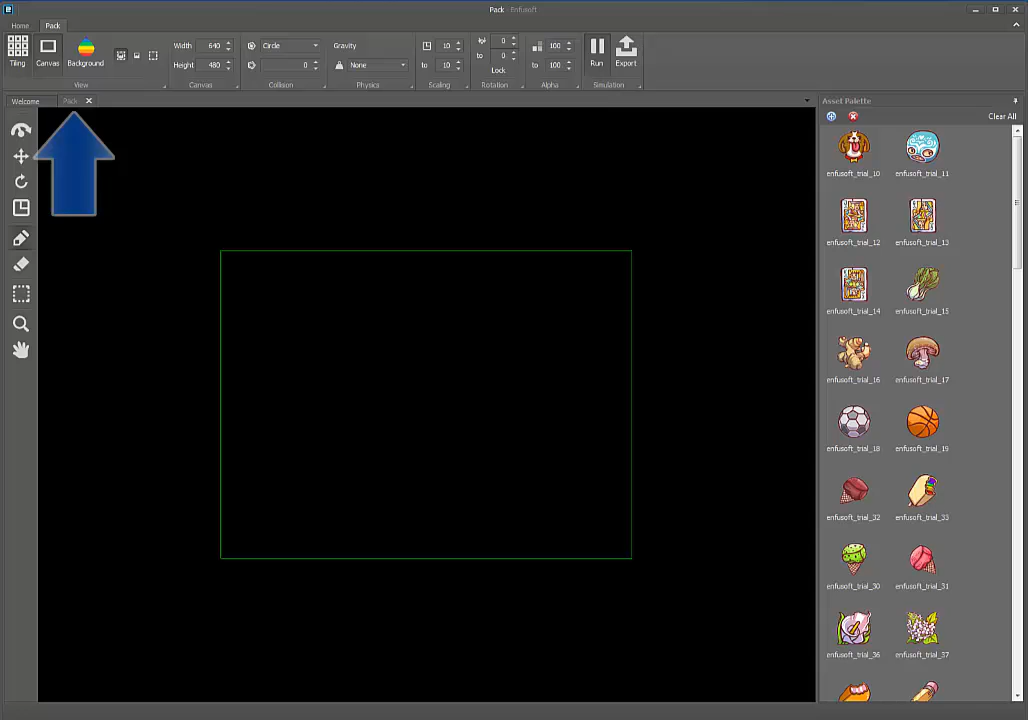 Pack - Enfusoft
Home Pack
Tiling Canvas Background
Width 640
Height 480
Circle
0
Gravity
None
10
to 10
0
to 0
Lock
100
to 100
Run Export
View Canvas Collision Physics Scaling Rotation Alpha Simulation
Welcome Pack
Asset Palette
Clear All
enfusoft_trial_10 enfusoft_trial_11
enfusoft_trial_12 enfusoft_trial_13
enfusoft_trial_14 enfusoft_trial_15
enfusoft_trial_16 enfusoft_trial_17
enfusoft_trial_18 enfusoft_trial_19
enfusoft_trial_32 enfusoft_trial_33
enfusoft_trial_30 enfusoft_trial_31
enfusoft_trial_36 enfusoft_trial_37